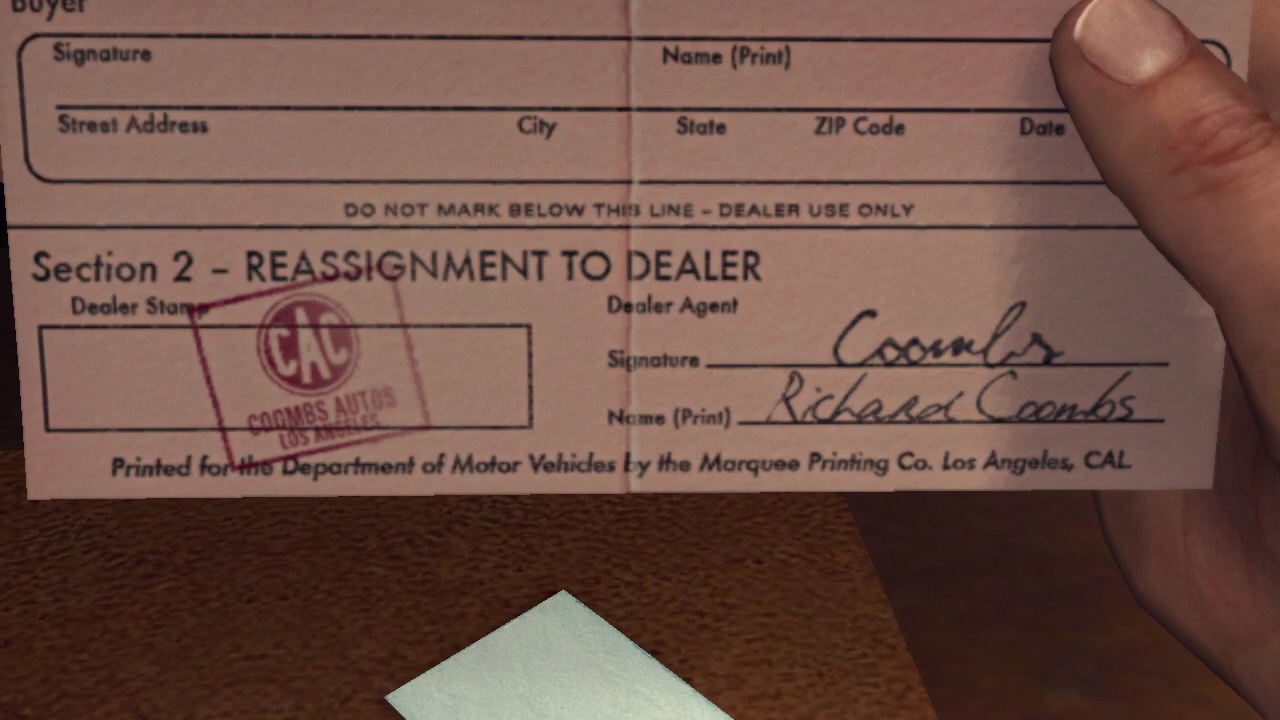 Buyer
Signature Name (Print)
Street Address City State ZIP Code Date
DO NOT MARK BELOW THIS LINE – DEALER USE ONLY
Section 2 – REASSIGNMENT TO DEALER
Dealer Stamp Dealer Agent
CAC
COOMBS AUTOS
LOS ANGELES
Signature Coombs
Name (Print) Richard Coombs
Printed for the Department of Motor Vehicles by the Marquee Printing Co. Los Angeles, CAL.